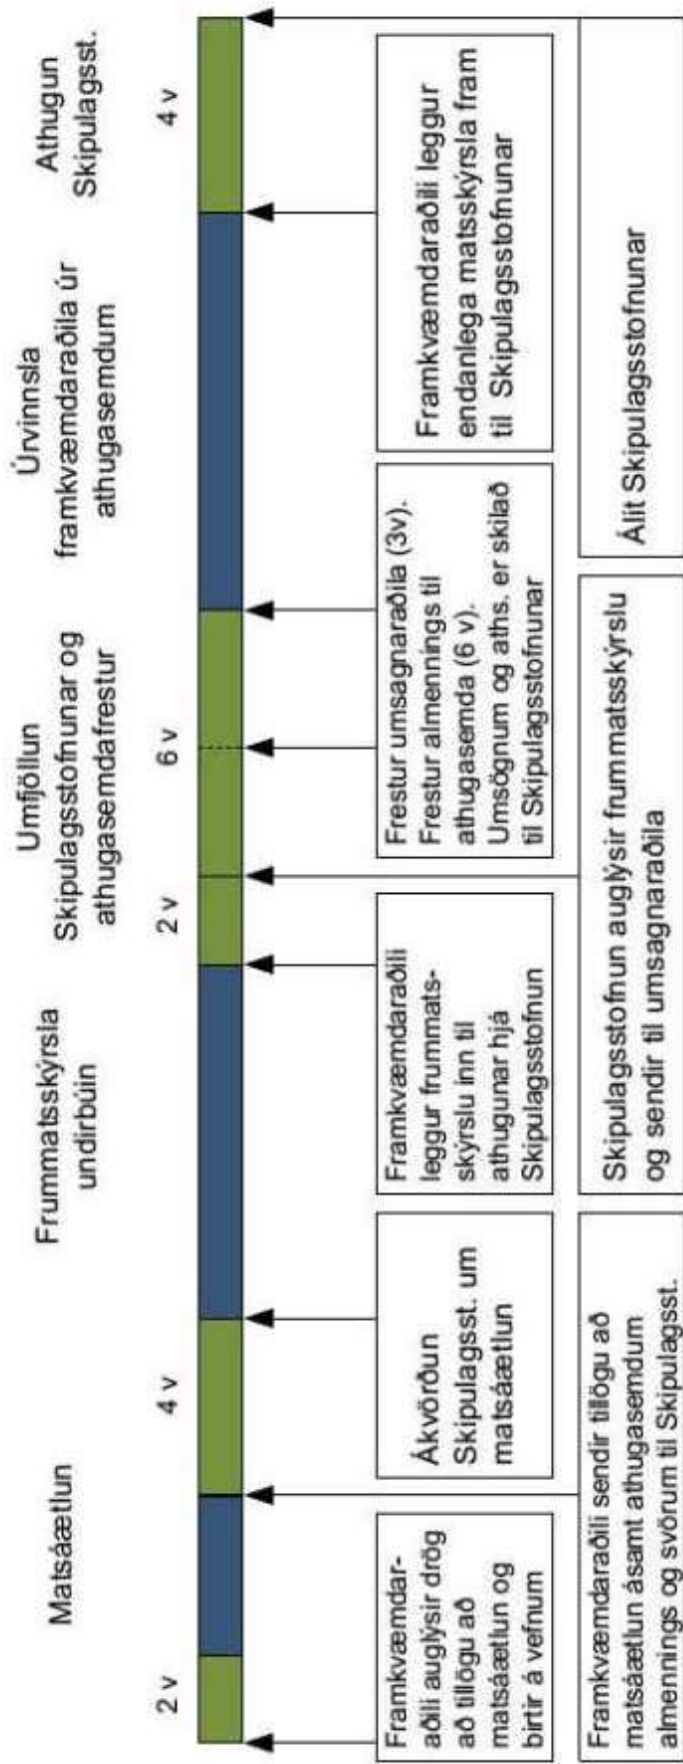 Matsáætlun
Frummatsskýrsla
undirbúin
Umfjöllun
Skipulagsstofnunar og
athugasemdafrestur
Úrvinnsla
framkvæmdaraðila úr
athugasemdum
Athugun
Skipulagsst.
2 v
4 v
2 v
6 v
4 v
Framkvæmdar-
aðili auglýsir drög
að tillögu að
matsáætlun og
birtir á vefnum
Ákvörðun
Skipulagsst. um
matsáætlun
Framkvæmdaraðili
leggur frummats-
skýrslu inn til
athugunar hjá
Skipulagsstofnun
Frestur umsagnaraðila (3v).
Frestur almennings til
athugasemda (6 v).
Umsögnum og aths. er skilað
til Skipulagsstofnunar
Framkvæmdaraðili leggur
endanlega matsskýrsla fram
til Skipulagsstofnunar
Framkvæmdaraðili sendir tillögu að
matsáætlun ásamt athugasemdum
almennings og svörum til Skipulagsst.
Skipulagsstofnun auglýsir frummatsskýrslu
og sendir til umsagnaraðila
Álit Skipulagsstofnunar